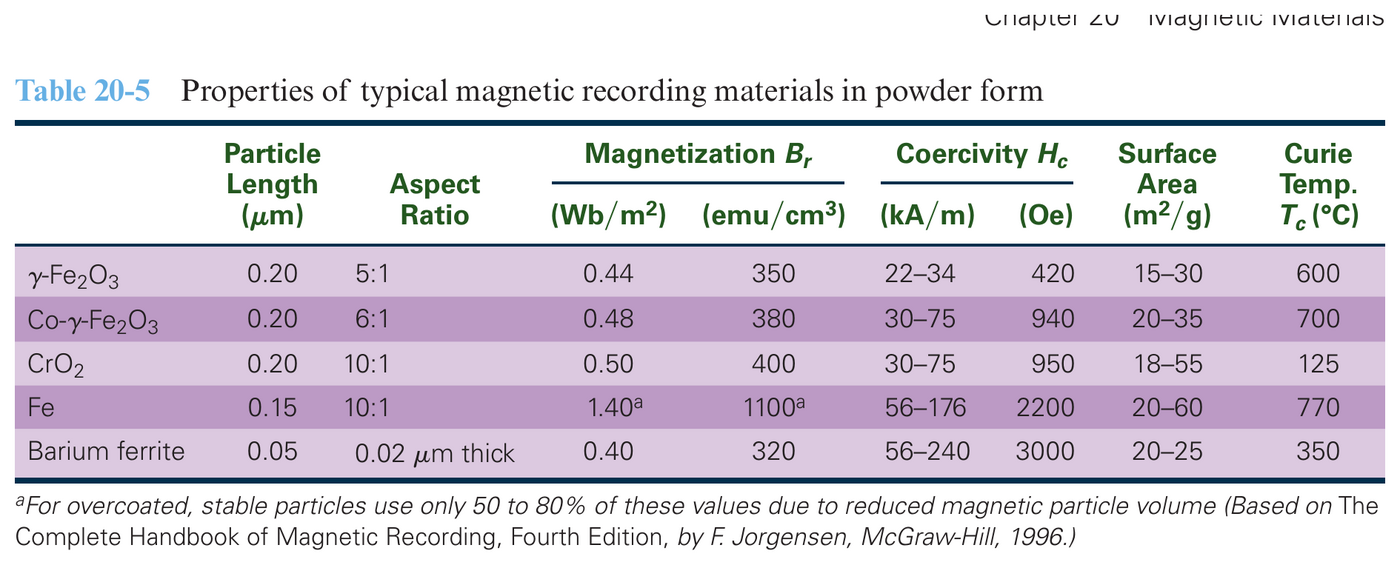 Chapter 20 Magnetic Materials
Table 20-5 Properties of typical magnetic recording materials in powder form
Particle Length (μm) Aspect Ratio Magnetization Br (Wb/m²) (emu/cm³) Coercivity Hc (kA/m) (Oe) Surface Area (m²/g) Curie Temp. Tc (°C)
γ-Fe₂O₃ 0.20 5:1 0.44 350 22–34 420 15–30 600
Co-γ-Fe₂O₃ 0.20 6:1 0.48 380 30–75 940 20–35 700
CrO₂ 0.20 10:1 0.50 400 30–75 950 18–55 125
Fe 0.15 10:1 1.40ᵃ 1100ᵃ 56–176 2200 20–60 770
Barium ferrite 0.05 0.02 μm thick 0.40 320 56–240 3000 20–25 350
ᵃFor overcoated, stable particles use only 50 to 80% of these values due to reduced magnetic particle volume (Based on The
Complete Handbook of Magnetic Recording, Fourth Edition, by F. Jorgensen, McGraw-Hill, 1996.)